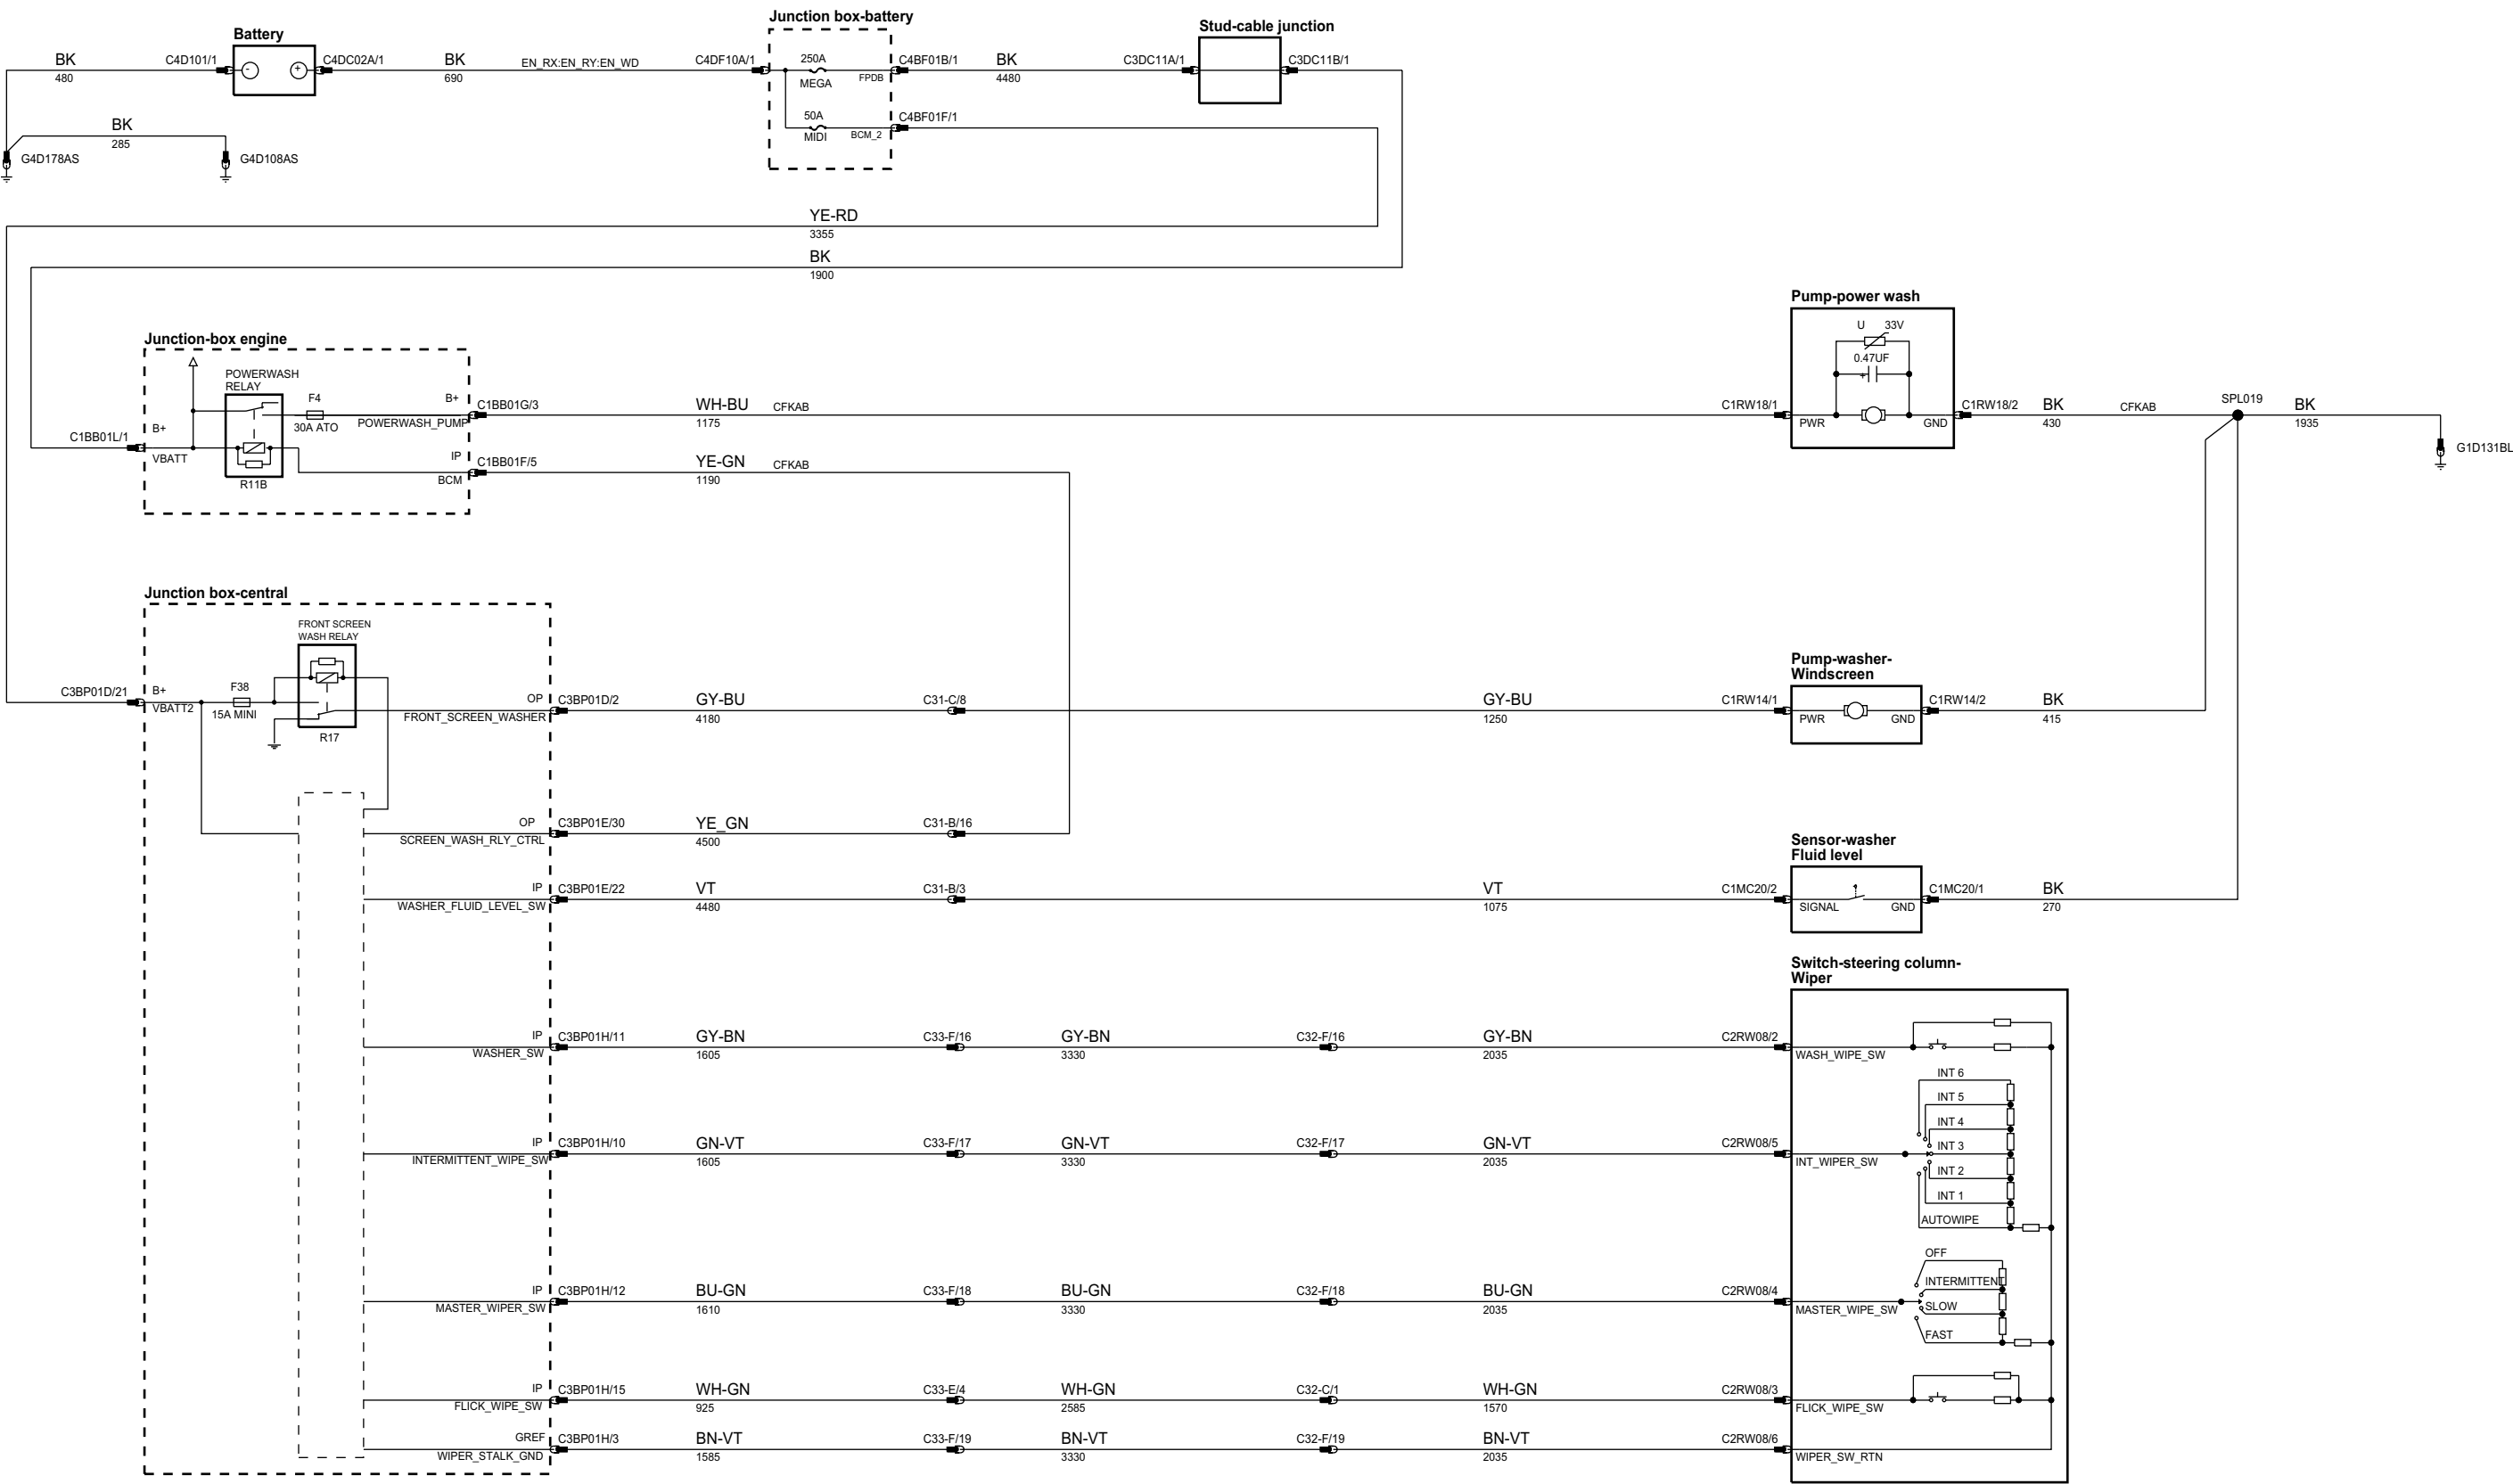 Junction box-battery
Stud-cable junction
Battery
BK
480
C4D101/1
-
+
C4DC02A/1
BK
690
EN_RX:EN_RY:EN_WD
C4DF10A/1
250A
MEGA
FPDB
C4BF01B/1
BK
4480
C3DC11A/1
C3DC11B/1
50A
MIDI
BCM_2
C4BF01F/1
BK
285
G4D178AS
G4D108AS
YE-RD
3355
BK
1900
Junction-box engine
POWERWASH
RELAY
F4
30A ATO
B+
POWERWASH_PUMP
C1BB01G/3
WH-BU
1175
CFKAB
C1BB01L/1
B+
VBATT
R11B
IP
BCM
C1BB01F/5
YE-GN
1190
CFKAB
Pump-power wash
U
33V
0.47UF
+
C1RW18/1
PWR
GND
C1RW18/2
BK
430
CFKAB
SPL019
BK
1935
G1D131BL
Junction box-central
FRONT SCREEN
WASH RELAY
C3BP01D/21
B+
VBATT2
F38
15A MINI
R17
OP
FRONT_SCREEN_WASHER
C3BP01D/2
GY-BU
4180
C31-C/8
GY-BU
1250
C1RW14/1
Pump-washer-
Windscreen
PWR
GND
C1RW14/2
BK
415
OP
SCREEN_WASH_RLY_CTRL
C3BP01E/30
YE_GN
4500
C31-B/16
IP
WASHER_FLUID_LEVEL_SW
C3BP01E/22
VT
4480
C31-B/3
VT
1075
C1MC20/2
Sensor-washer
Fluid level
SIGNAL
GND
C1MC20/1
BK
270
Switch-steering column-
Wiper
IP
WASHER_SW
C3BP01H/11
GY-BN
1605
C33-F/16
GY-BN
3330
C32-F/16
GY-BN
2035
C2RW08/2
WASH_WIPE_SW
IP
INTERMITTENT_WIPE_SW
C3BP01H/10
GN-VT
1605
C33-F/17
GN-VT
3330
C32-F/17
GN-VT
2035
C2RW08/5
INT_WIPER_SW
INT 6
INT 5
INT 4
INT 3
INT 2
INT 1
AUTOWIPE
IP
MASTER_WIPER_SW
C3BP01H/12
BU-GN
1610
C33-F/18
BU-GN
3330
C32-F/18
BU-GN
2035
C2RW08/4
MASTER_WIPE_SW
OFF
INTERMITTENT
SLOW
FAST
IP
FLICK_WIPE_SW
C3BP01H/15
WH-GN
925
C33-E/4
WH-GN
2585
C32-C/1
WH-GN
1570
C2RW08/3
FLICK_WIPE_SW
GREF
WIPER_STALK_GND
C3BP01H/3
BN-VT
1585
C33-F/19
BN-VT
3330
C32-F/19
BN-VT
2035
C2RW08/6
WIPER_SW_RTN